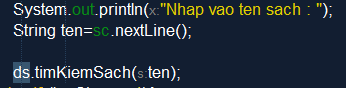 System.out.println(x:"Nhap vao ten sach : ");
String ten=sc.nextLine();
ds.timKiemSach(s:ten);